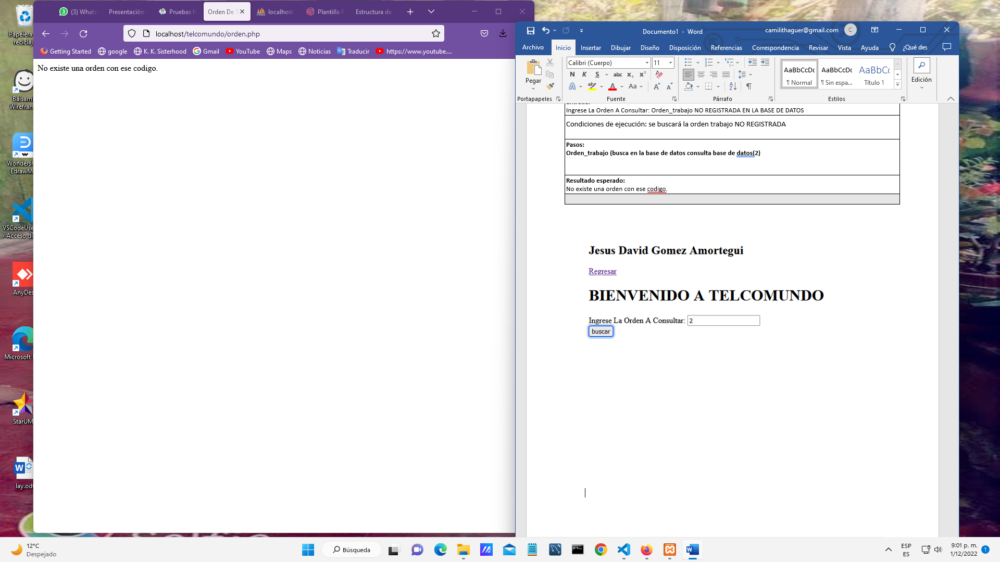 Papelera
reciclaj
Balsami
Wirefram
Wondersh
EdrawM
VSCodeUse
- Acceso di
AnyDes
Microsoft
StarUM
lay.odt
(3) Whats
Presentación
Pruebas fu
Orden De T
localhost
Plantilla P
Estructura de
localhost/telcomundo/orden.php
Getting Started
google
K. K. Sisterhood
Gmail
YouTube
Maps
Noticias
Traducir
https://www.youtube....
No existe una orden con ese codigo.
Documento1 - Word
camilithaguer@gmail.com
C
Archivo
Inicio
Insertar
Dibujar
Diseño
Disposición
Referencias
Correspondencia
Revisar
Vista
Ayuda
¿Qué des
Pegar
Calibri (Cuerpo)
11
N K S abc x₂ x²
A A Aa A A
AaBbCcDc
¶ Normal
AaBbCcDc
¶ Sin espa...
AaBbCc
Título 1
Edición
Portapapeles
Fuente
Párrafo
Estilos
Entrada:
Ingrese La Orden A Consultar: Orden_trabajo NO REGISTRADA EN LA BASE DE DATOS
Condiciones de ejecución: se buscará la orden trabajo NO REGISTRADA
Pasos:
Orden_trabajo (busca en la base de datos consulta base de datos(2)
Resultado esperado:
No existe una orden con ese codigo.
Jesus David Gomez Amortegui
Regresar
BIENVENIDO A TELCOMUNDO
Ingrese La Orden A Consultar: 2
buscar
12°C
Despejado
Búsqueda
ESP
ES
9:01 p. m.
1/12/2022
1